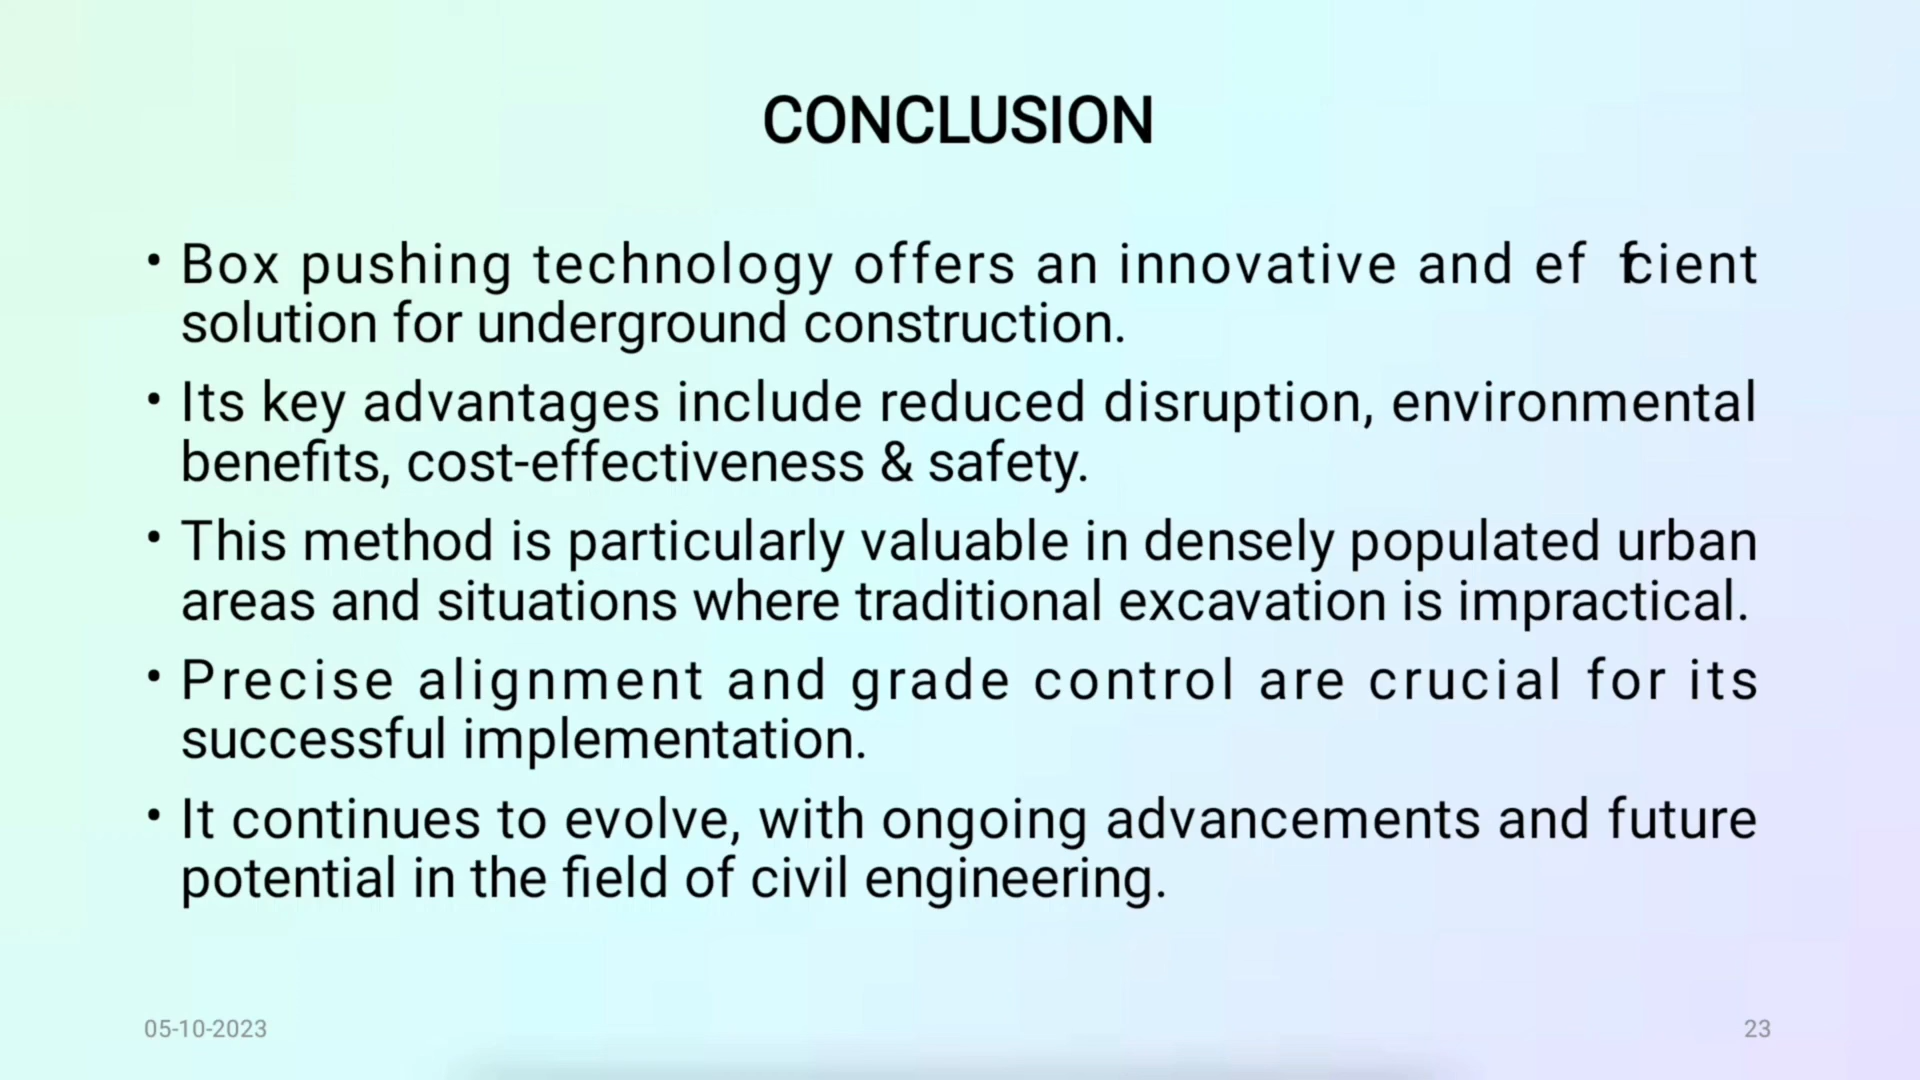 CONCLUSION
• Box pushing technology offers an innovative and efficient
solution for underground construction.
• Its key advantages include reduced disruption, environmental
benefits, cost-effectiveness & safety.
• This method is particularly valuable in densely populated urban
areas and situations where traditional excavation is impractical.
• Precise alignment and grade control are crucial for its
successful implementation.
• It continues to evolve, with ongoing advancements and future
potential in the field of civil engineering.
05-10-2023
23